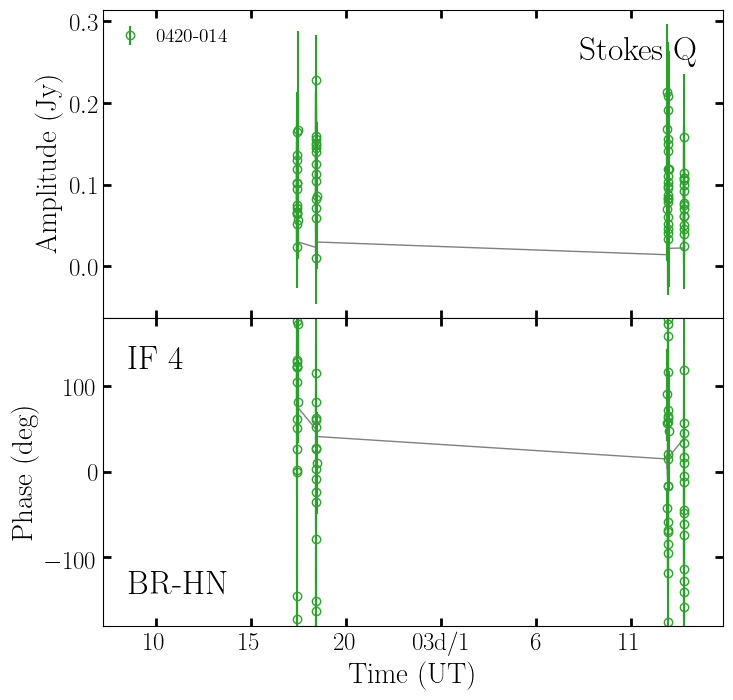 0420-014
Stokes Q
0.3
0.2
0.1
0.0
Amplitude (Jy)
IF 4
BR-HN
100
0
−100
Phase (deg)
10 15 20 03d/1 6 11
Time (UT)